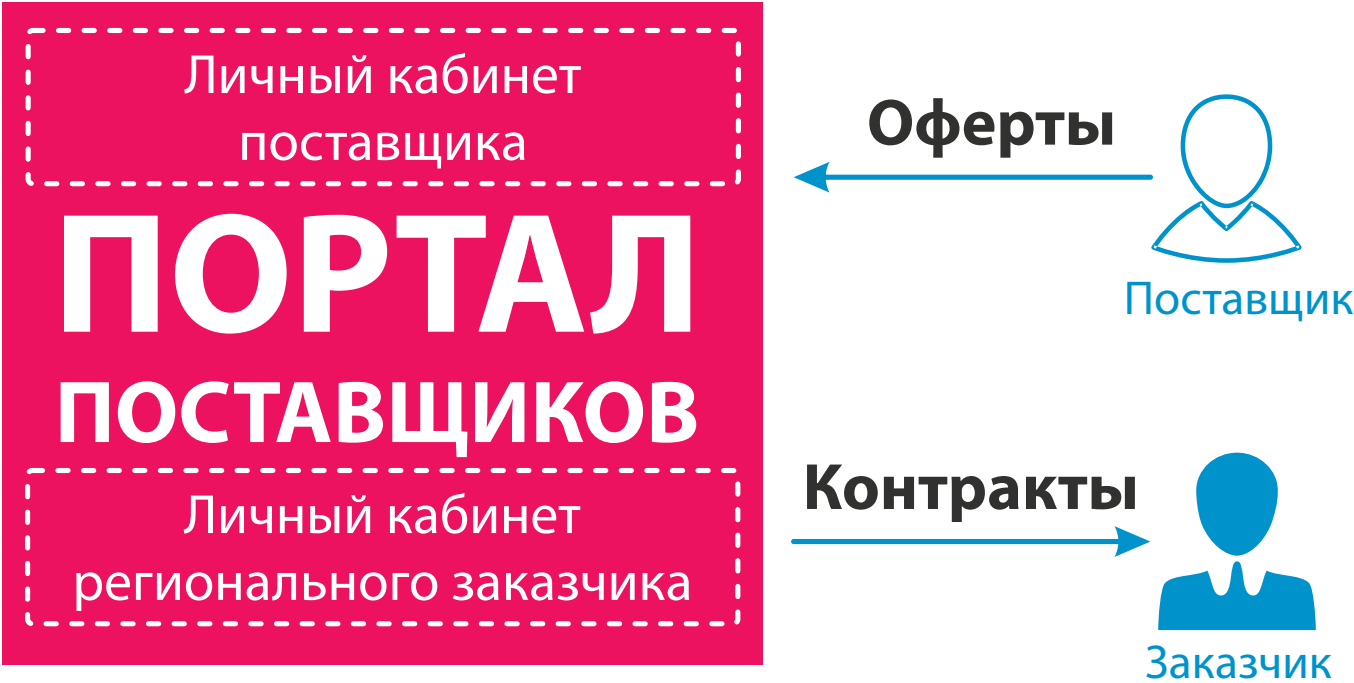 Личный кабинет
поставщика
ПОРТАЛ
ПОСТАВЩИКОВ
Личный кабинет
регионального заказчика
Оферты
Поставщик
Контракты
Заказчик